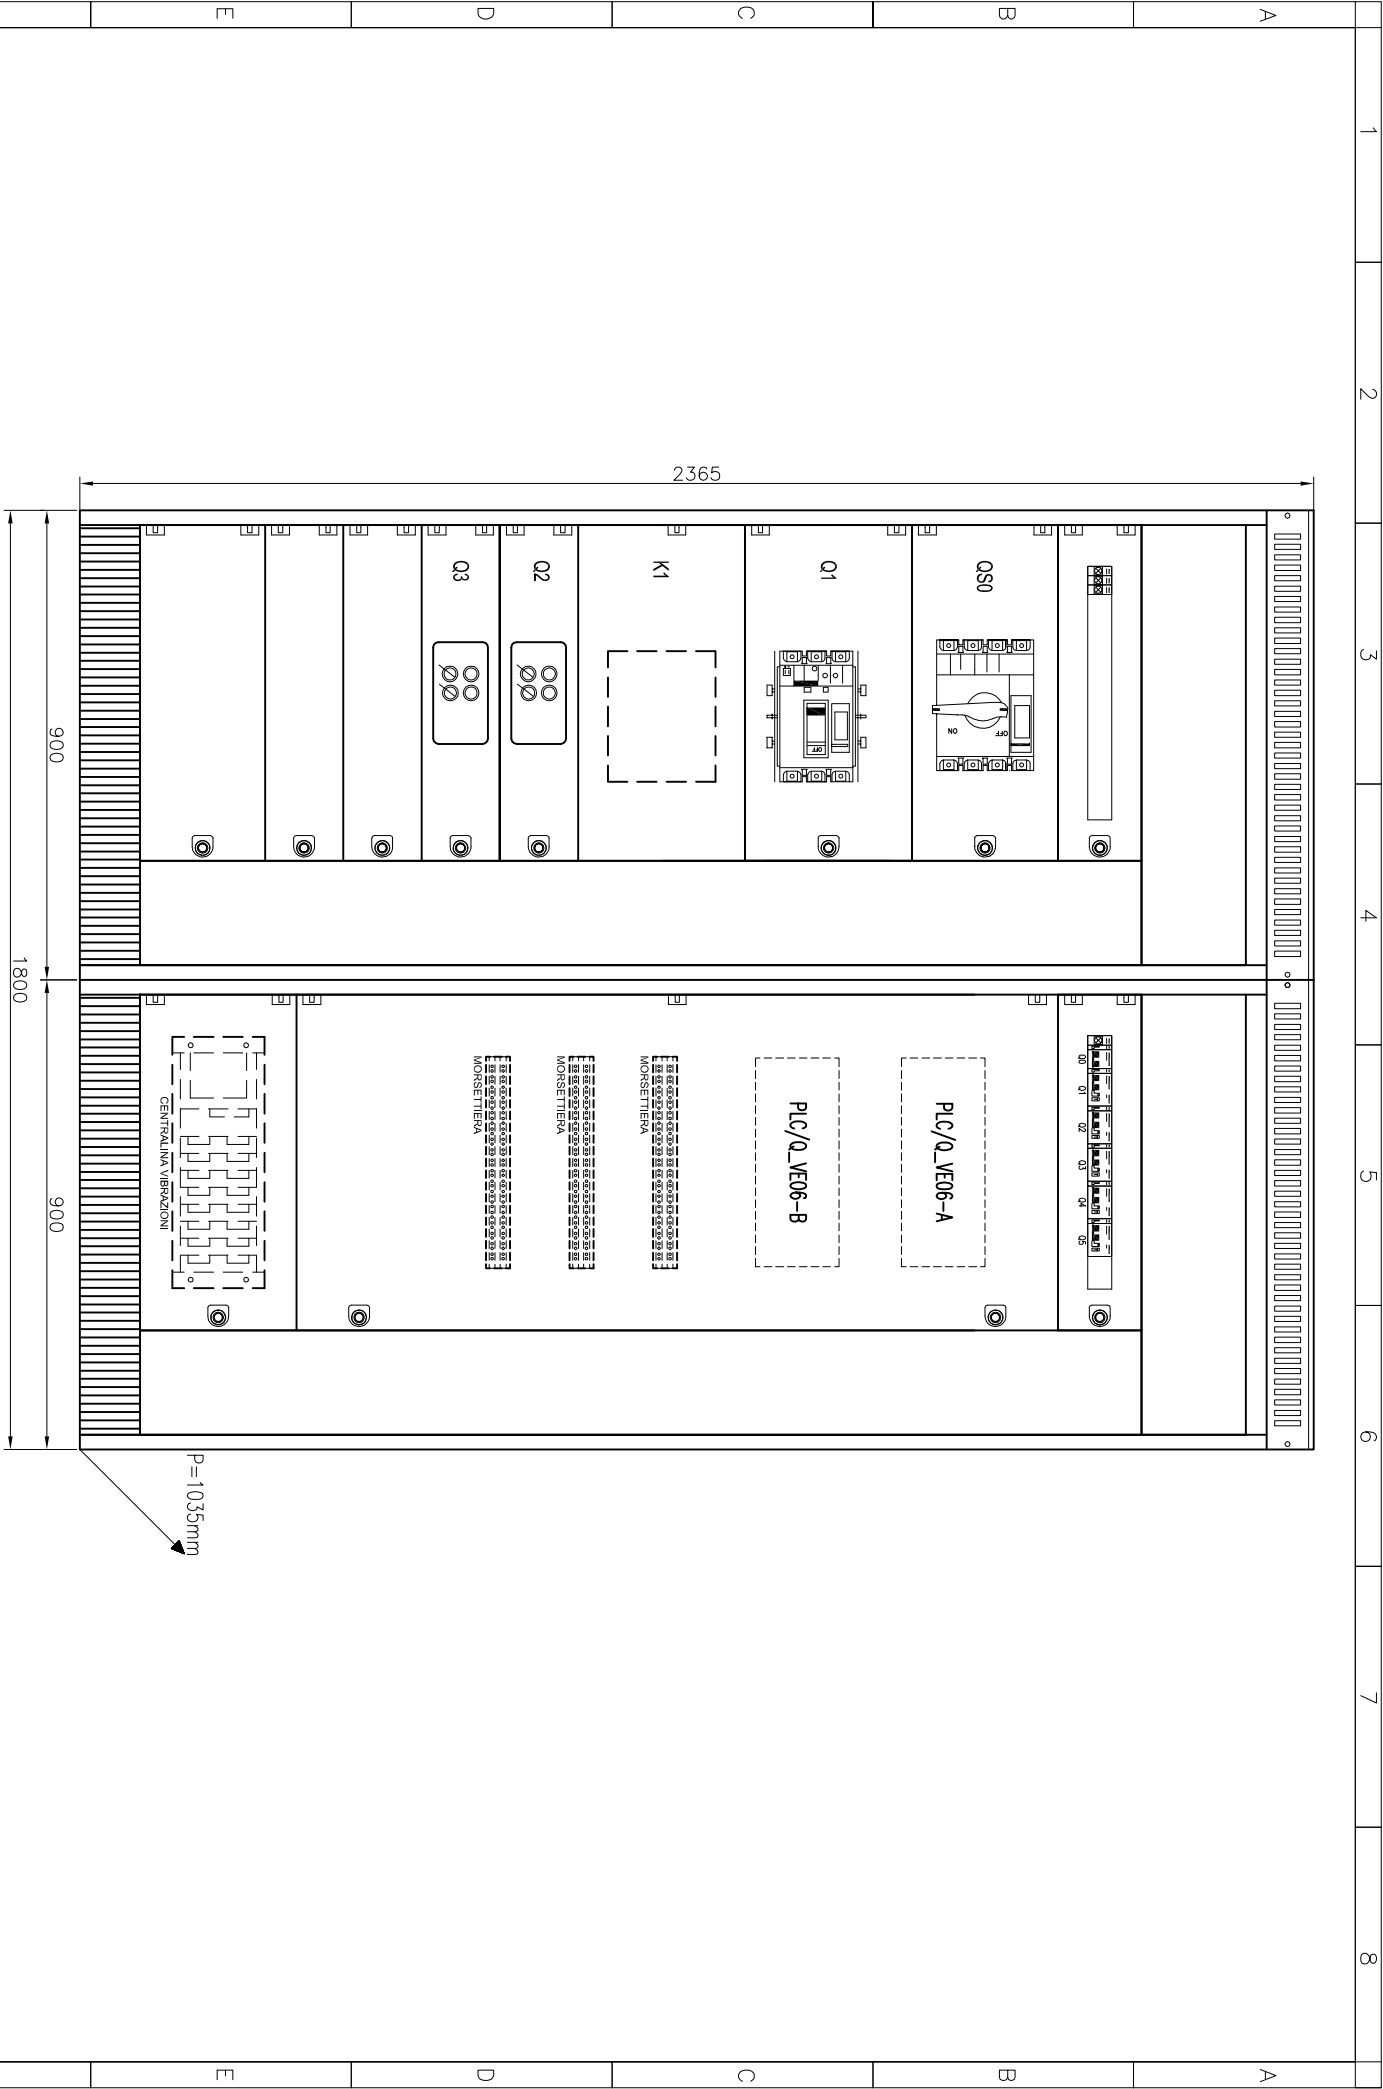 1
2
3
4
5
6
7
8
A
B
C
D
E
A
B
C
D
E
2365
QS0
OFF
ON
Q1
OFF
K1
Q2
Q3
900
Q0
Q1
Q2
Q3
Q4
Q5
PLC/Q_VE06-A
PLC/Q_VE06-B
MORSETTIERA
MORSETTIERA
MORSETTIERA
CENTRALINA VIBRAZIONI
900
1800
P=1035mm